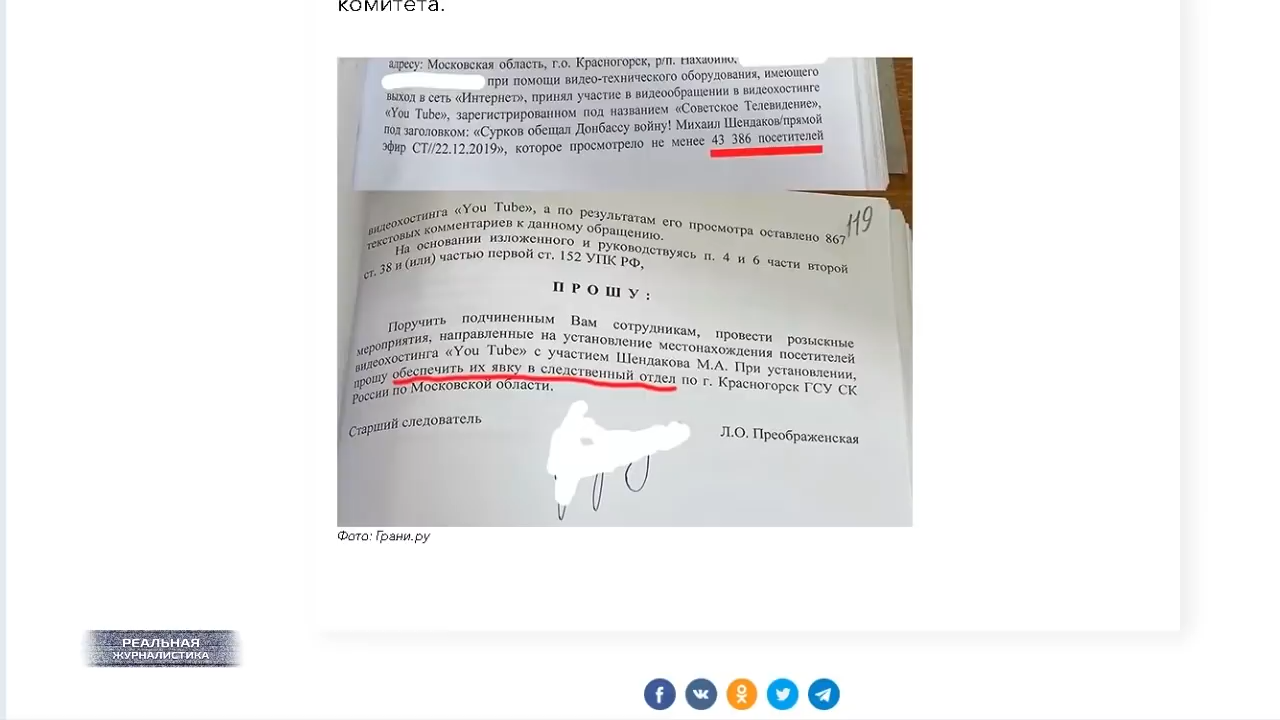 комитета.
адресу: Московская область, г.о. Красногорск, р/п. Нахабино,
при помощи видео-технического оборудования, имеющего
выход в сеть «Интернет», принял участие в видеообращении в видеохостинге
«You Tube», зарегистрированном под названием «Советское Телевидение»,
под заголовком: «Сурков обещал Донбассу войну! Михаил Шендаков/прямой
эфир СТ//22.12.2019», которое просмотрело не менее 43 386 посетителей
119
видеохостинга «You Tube», а по результатам его просмотра оставлено 867
текстовых комментариев к данному обращению.
На основании изложенного и руководствуясь п. 4 и 6 части второй
ст. 38 и (или) частью первой ст. 152 УПК РФ,
ПРОШУ:
Поручить подчиненным Вам сотрудникам, провести розыскные
мероприятия, направленные на установление местонахождения посетителей
видеохостинга «You Tube» с участием Шендакова М.А. При установлении,
прошу обеспечить их явку в следственный отдел по г. Красногорск ГСУ СК
России по Московской области.
Старший следователь
Л.О. Преображенская
Фото: Грани.ру
РЕАЛЬНАЯ
ЖУРНАЛИСТИКА